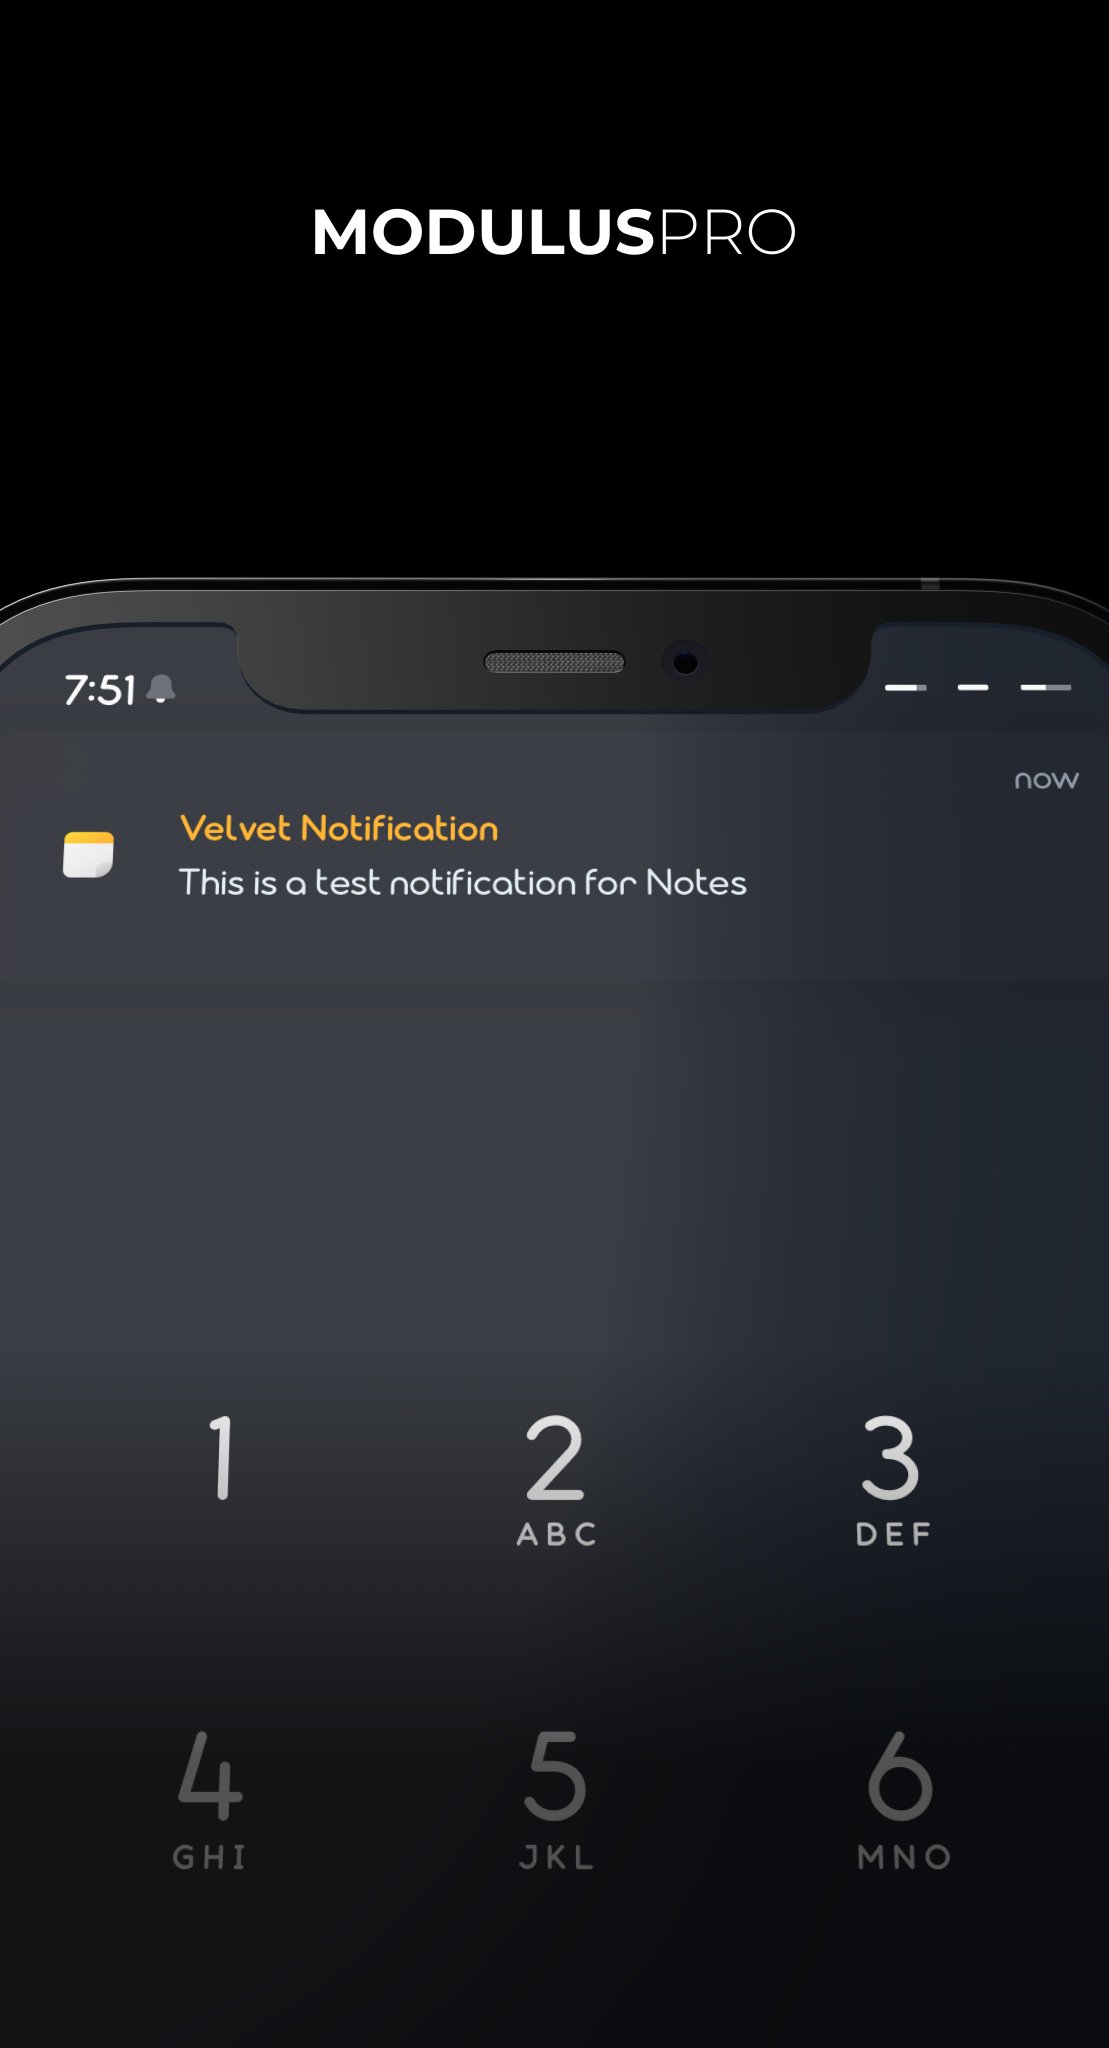 MODULUSPRO
7:51
now
Velvet Notification
This is a test notification for Notes
1 2 3
ABC DEF
4 5 6
GHI JKL MNO